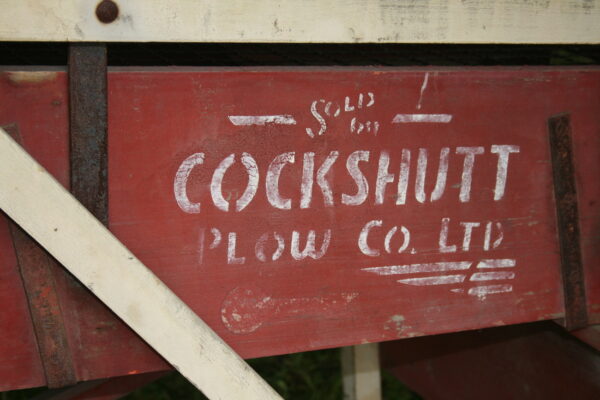 Sold
by
COCKSHUTT
PLOW CO. LTD